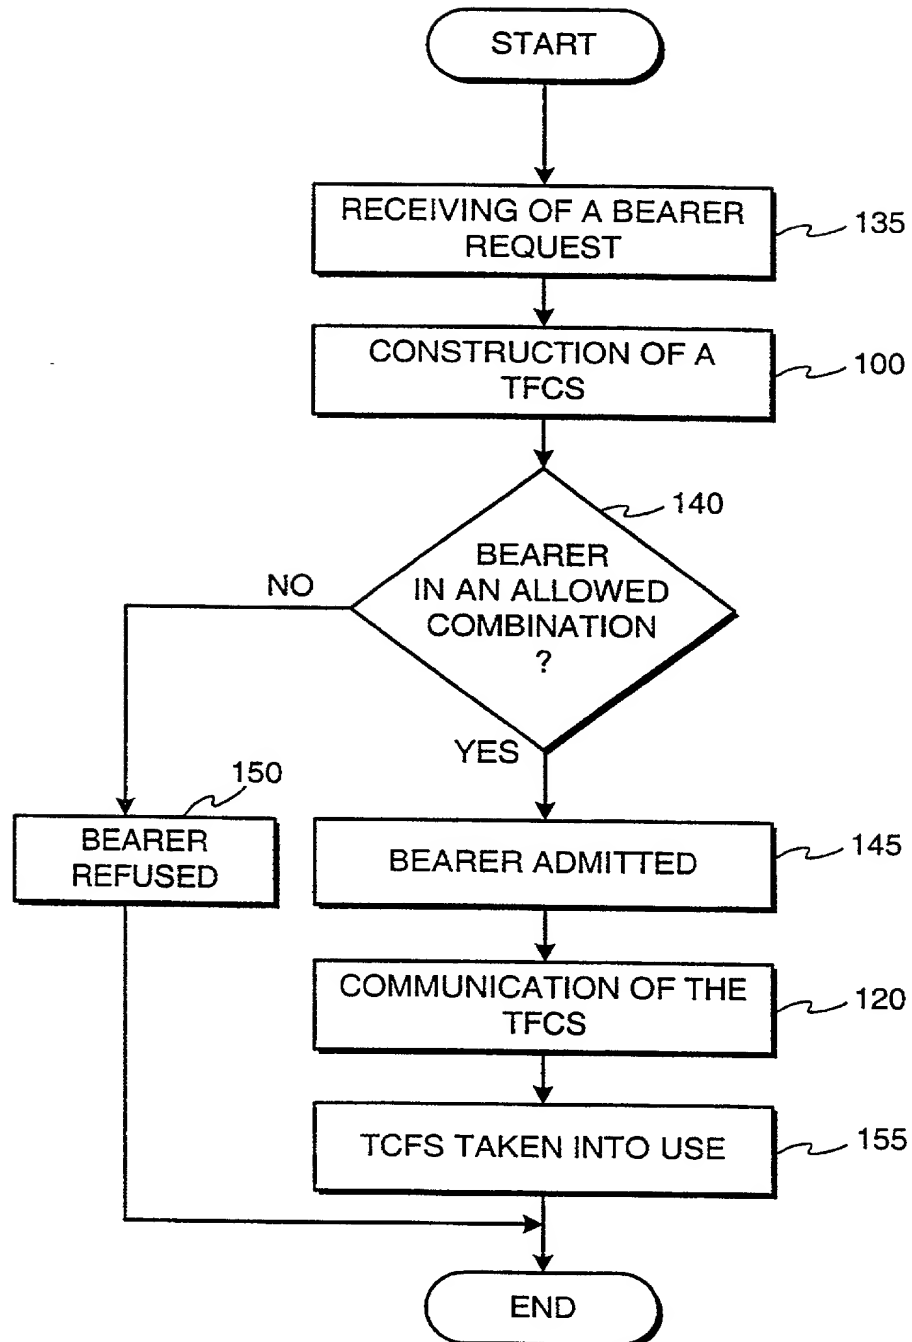 START
RECEIVING OF A BEARER
REQUEST
135
CONSTRUCTION OF A
TFCS
100
140
BEARER
IN AN ALLOWED
COMBINATION
?
NO
YES
150
BEARER
REFUSED
BEARER ADMITTED
145
COMMUNICATION OF THE
TFCS
120
TCFS TAKEN INTO USE
155
END